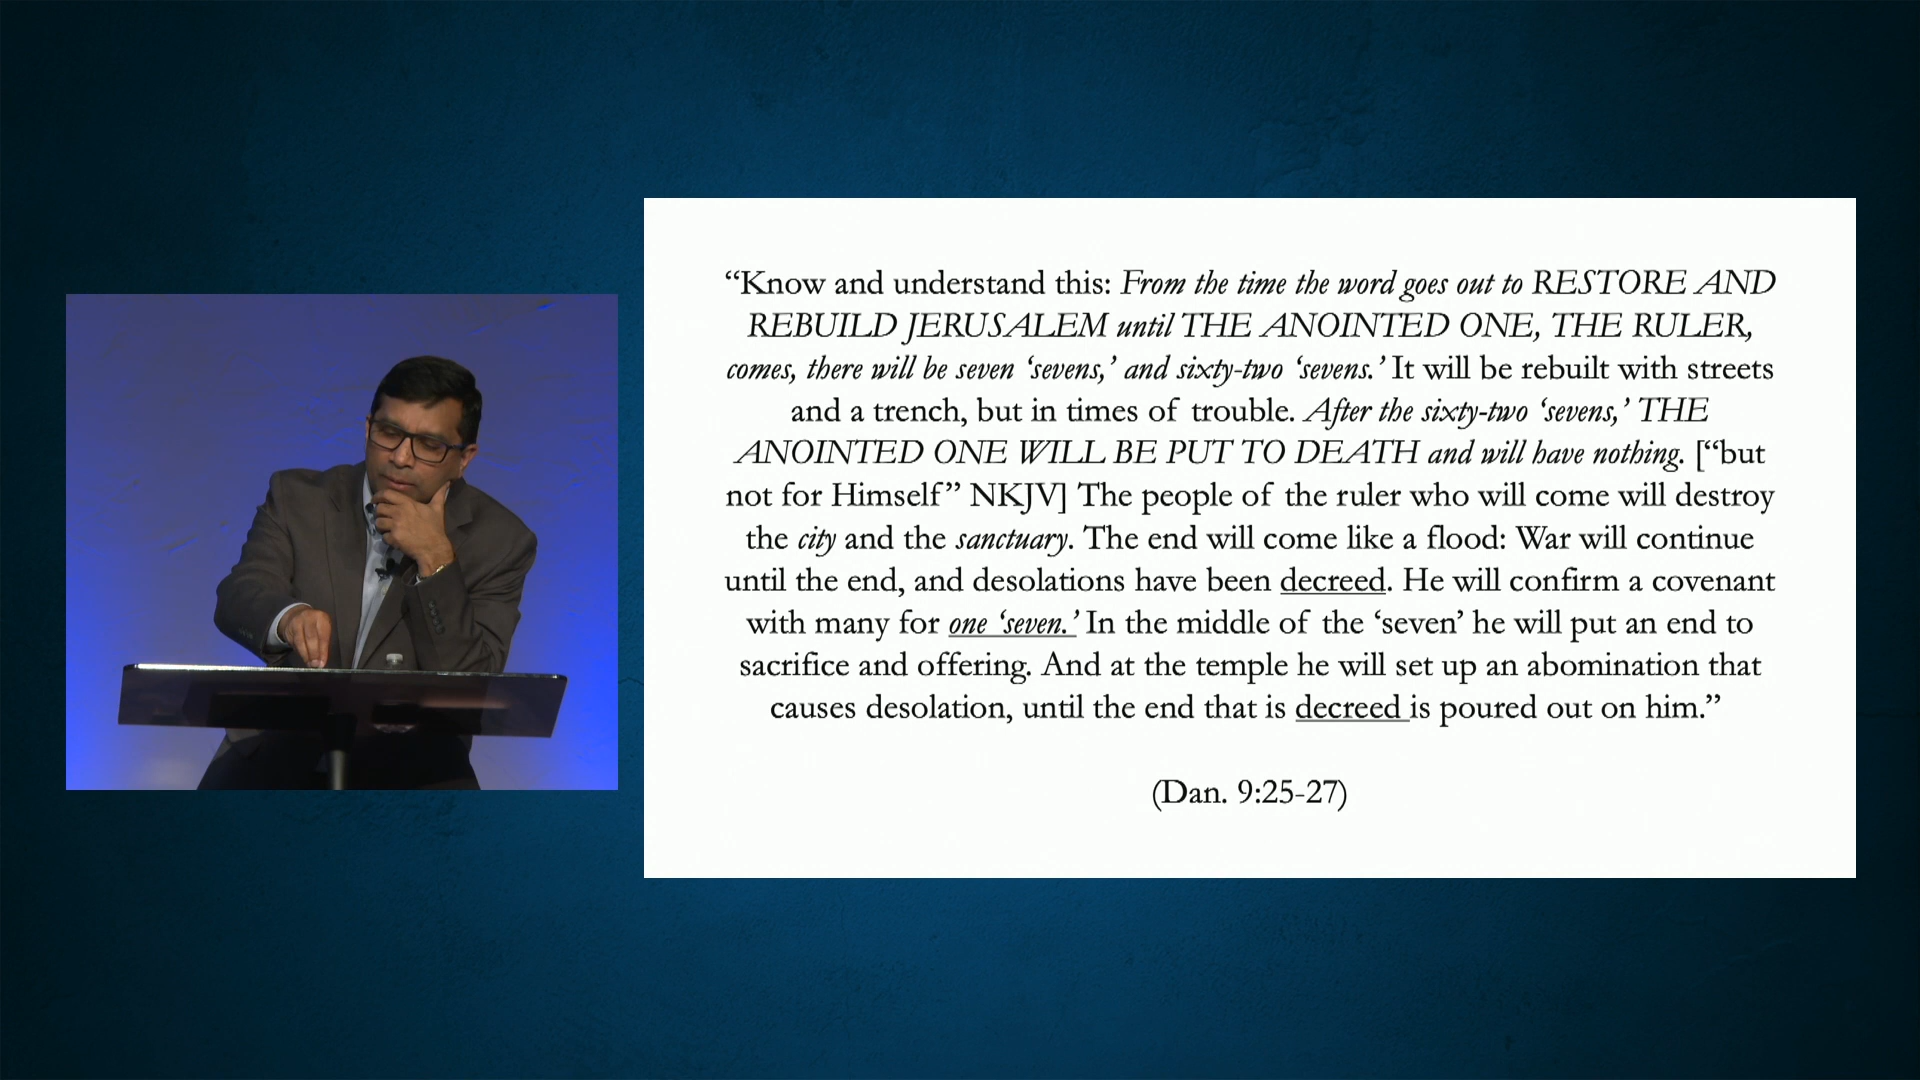 “Know and understand this: From the time the word goes out to RESTORE AND
REBUILD JERUSALEM until THE ANOINTED ONE, THE RULER,
comes, there will be seven ‘sevens,’ and sixty-two ‘sevens.’ It will be rebuilt with streets
and a trench, but in times of trouble. After the sixty-two ‘sevens,’ THE
ANOINTED ONE WILL BE PUT TO DEATH and will have nothing. [“but
not for Himself” NKJV] The people of the ruler who will come will destroy
the city and the sanctuary. The end will come like a flood: War will continue
until the end, and desolations have been decreed. He will confirm a covenant
with many for one ‘seven.’ In the middle of the ‘seven’ he will put an end to
sacrifice and offering. And at the temple he will set up an abomination that
causes desolation, until the end that is decreed is poured out on him.”
(Dan. 9:25-27)